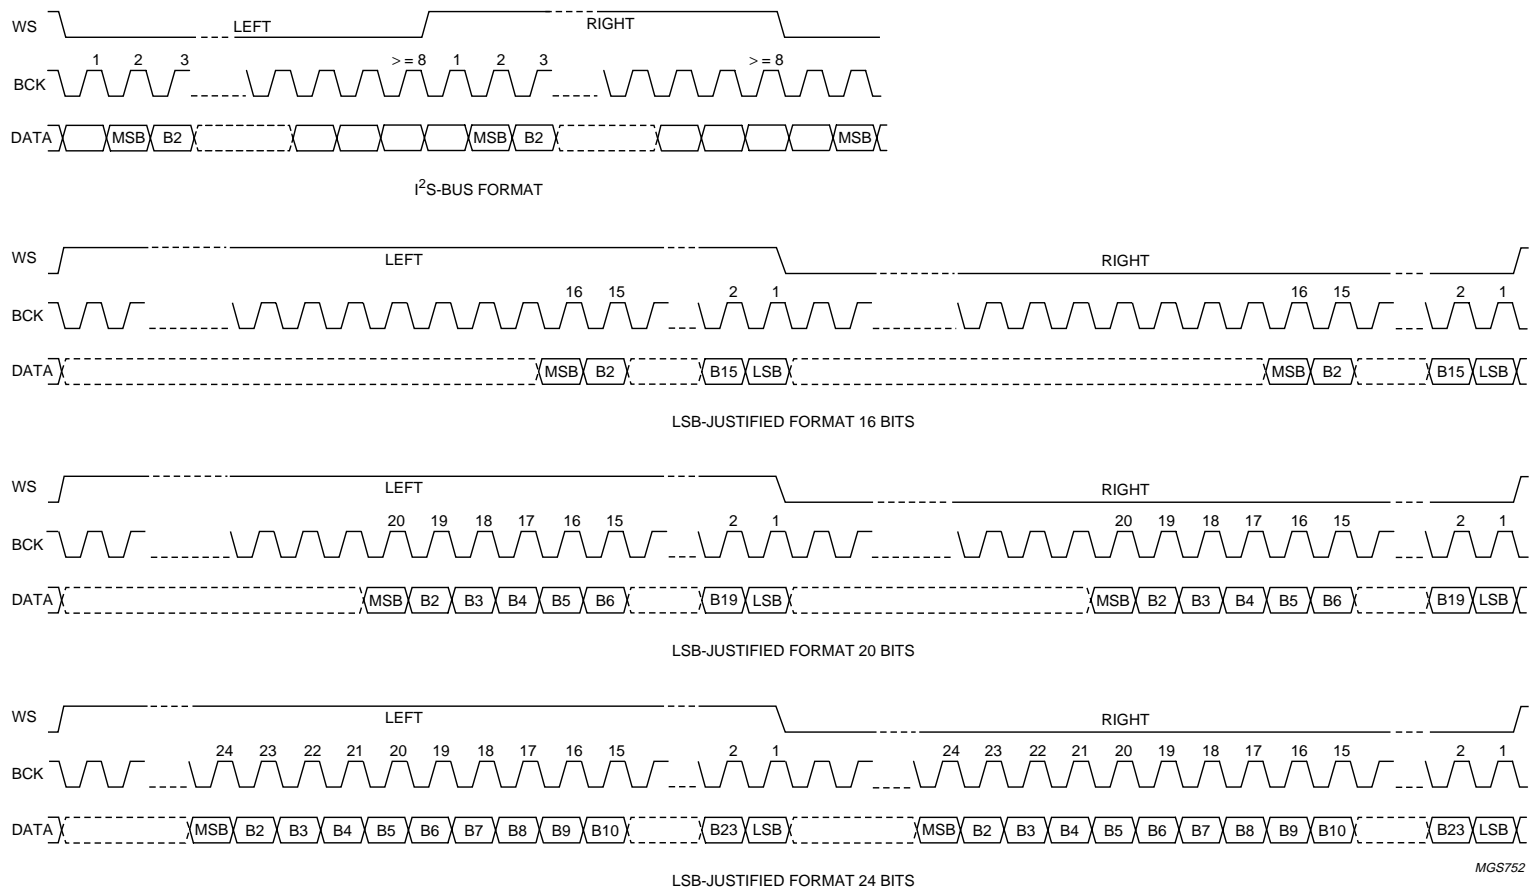 WS LEFT RIGHT
BCK 1 2 3 > = 8 1 2 3 > = 8
DATA MSB B2 MSB B2 MSB
I²S-BUS FORMAT
WS LEFT RIGHT
BCK 16 15 2 1 16 15 2 1
DATA MSB B2 B15 LSB MSB B2 B15 LSB
LSB-JUSTIFIED FORMAT 16 BITS
WS LEFT RIGHT
BCK 20 19 18 17 16 15 2 1 20 19 18 17 16 15 2 1
DATA MSB B2 B3 B4 B5 B6 B19 LSB MSB B2 B3 B4 B5 B6 B19 LSB
LSB-JUSTIFIED FORMAT 20 BITS
WS LEFT RIGHT
BCK 24 23 22 21 20 19 18 17 16 15 2 1 24 23 22 21 20 19 18 17 16 15 2 1
DATA MSB B2 B3 B4 B5 B6 B7 B8 B9 B10 B23 LSB MSB B2 B3 B4 B5 B6 B7 B8 B9 B10 B23 LSB
MGS752
LSB-JUSTIFIED FORMAT 24 BITS